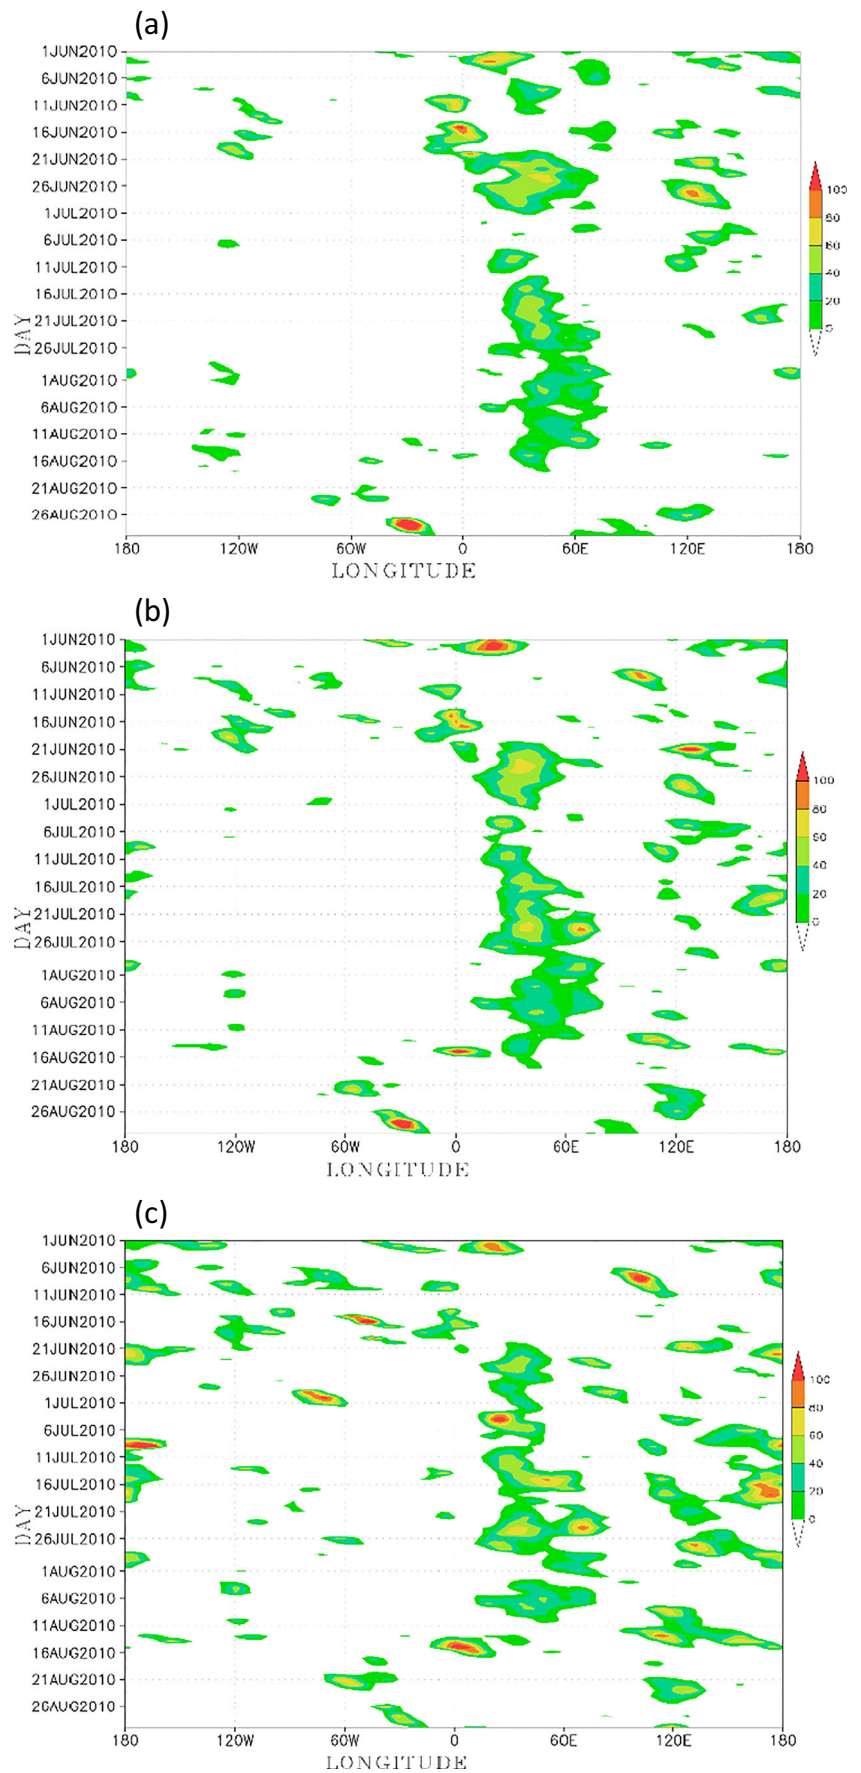 (a)
1JUN2010
6JUN2010
11JUN2010
16JUN2010
21JUN2010
26JUN2010
1JUL2010
6JUL2010
11JUL2010
16JUL2010
21JUL2010
26JUL2010
1AUG2010
6AUG2010
11AUG2010
16AUG2010
21AUG2010
26AUG2010
DAY
180 120W 60W 0 60E 120E 180
LONGITUDE
100
80
60
40
20
0
(b)
1JUN2010
6JUN2010
11JUN2010
16JUN2010
21JUN2010
26JUN2010
1JUL2010
6JUL2010
11JUL2010
16JUL2010
21JUL2010
26JUL2010
1AUG2010
6AUG2010
11AUG2010
16AUG2010
21AUG2010
26AUG2010
DAY
180 120W 60W 0 60E 120E 180
LONGITUDE
100
80
60
40
20
0
(c)
1JUN2010
6JUN2010
11JUN2010
16JUN2010
21JUN2010
26JUN2010
1JUL2010
6JUL2010
11JUL2010
16JUL2010
21JUL2010
26JUL2010
1AUG2010
6AUG2010
11AUG2010
16AUG2010
21AUG2010
26AUG2010
DAY
180 120W 60W 0 60E 120E 180
LONGITUDE
100
80
60
40
20
0